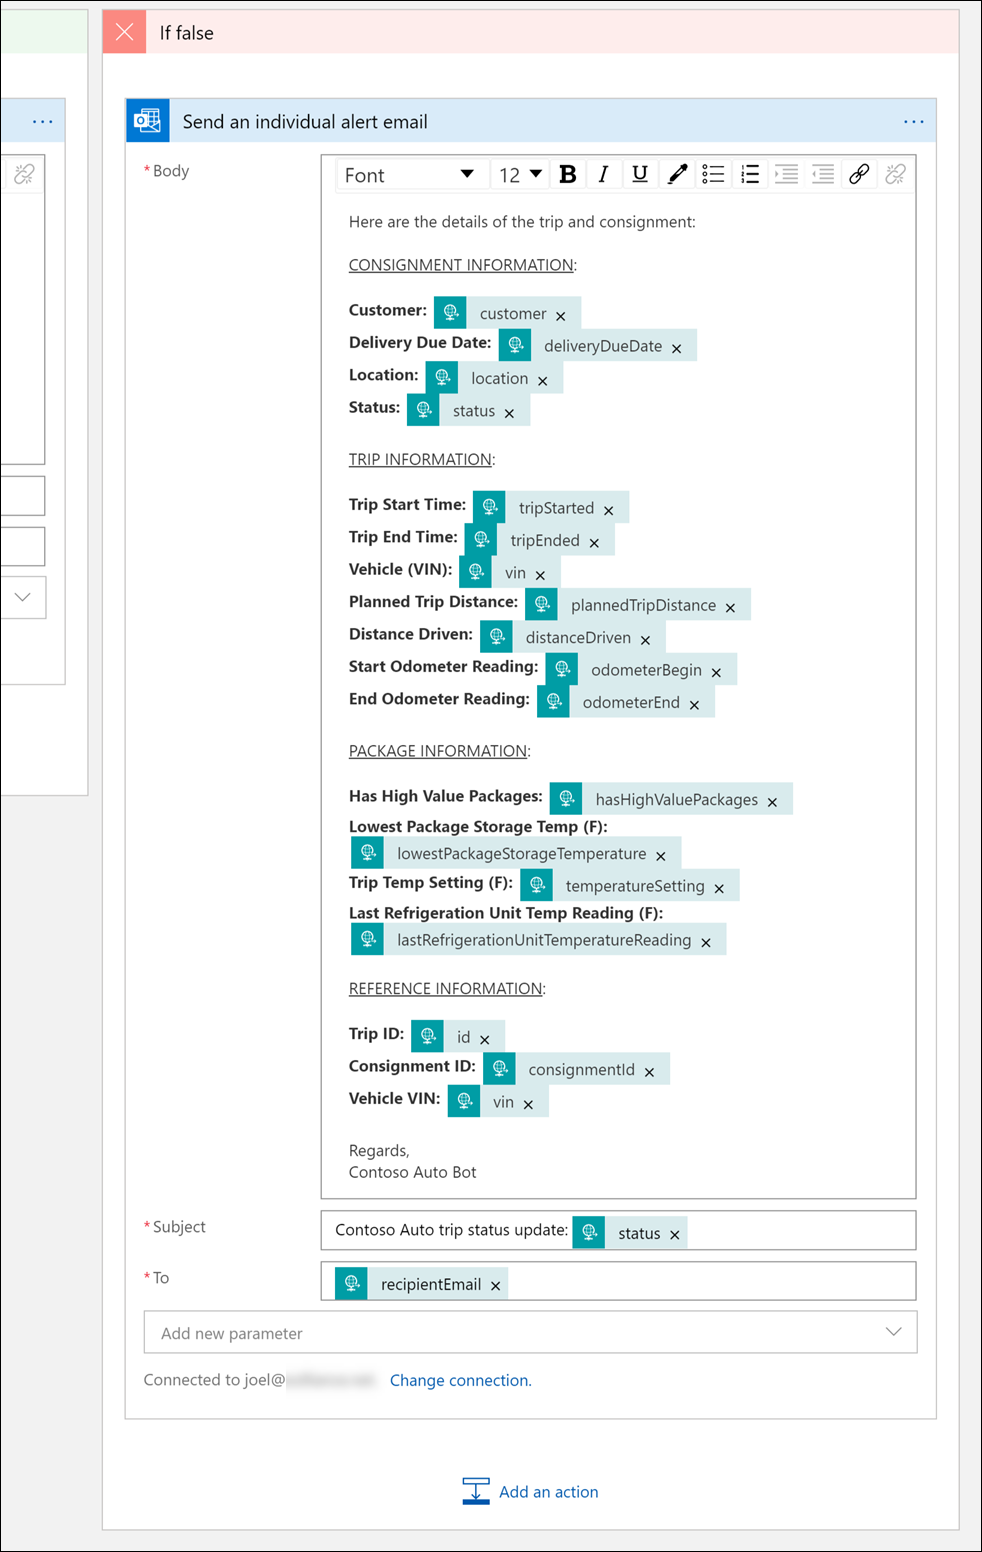 If false
Send an individual alert email
...
...
* Body
Font 12 B I U
Here are the details of the trip and consignment:
CONSIGNMENT INFORMATION:
Customer: customer ×
Delivery Due Date: deliveryDueDate ×
Location: location ×
Status: status ×
TRIP INFORMATION:
Trip Start Time: tripStarted ×
Trip End Time: tripEnded ×
Vehicle (VIN): vin ×
Planned Trip Distance: plannedTripDistance ×
Distance Driven: distanceDriven ×
Start Odometer Reading: odometerBegin ×
End Odometer Reading: odometerEnd ×
PACKAGE INFORMATION:
Has High Value Packages: hasHighValuePackages ×
Lowest Package Storage Temp (F):
lowestPackageStorageTemperature ×
Trip Temp Setting (F): temperatureSetting ×
Last Refrigeration Unit Temp Reading (F):
lastRefrigerationUnitTemperatureReading ×
REFERENCE INFORMATION:
Trip ID: id ×
Consignment ID: consignmentId ×
Vehicle VIN: vin ×
Regards,
Contoso Auto Bot
* Subject
Contoso Auto trip status update: status ×
* To
recipientEmail ×
Add new parameter
Connected to joel@ Change connection.
Add an action